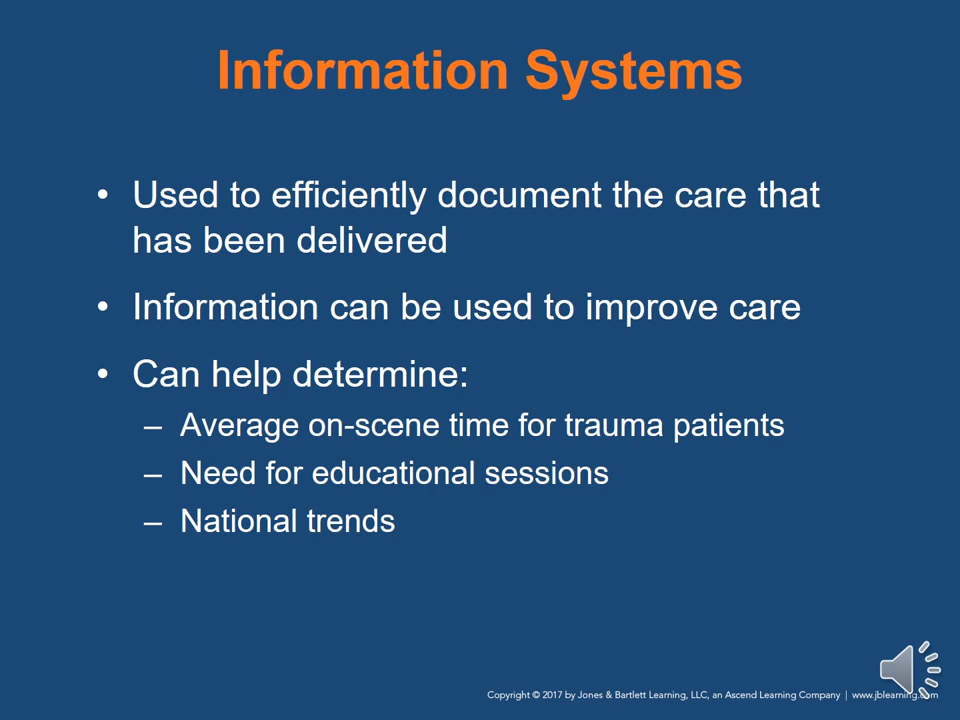 Information Systems
• Used to efficiently document the care that
has been delivered
• Information can be used to improve care
• Can help determine:
– Average on-scene time for trauma patients
– Need for educational sessions
– National trends
Copyright © 2017 by Jones & Bartlett Learning, LLC, an Ascend Learning Company | www.jblearning.com